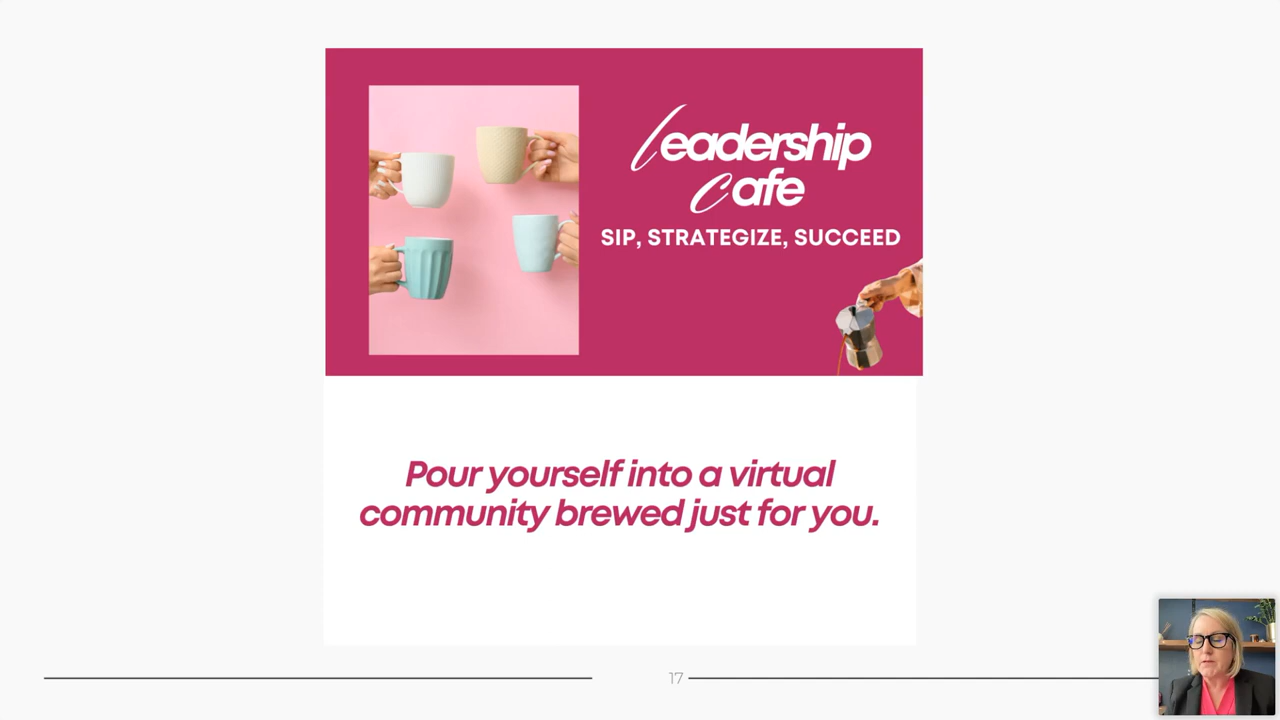 Leadership
Cafe
SIP, STRATEGIZE, SUCCEED
Pour yourself into a virtual
community brewed just for you.
17